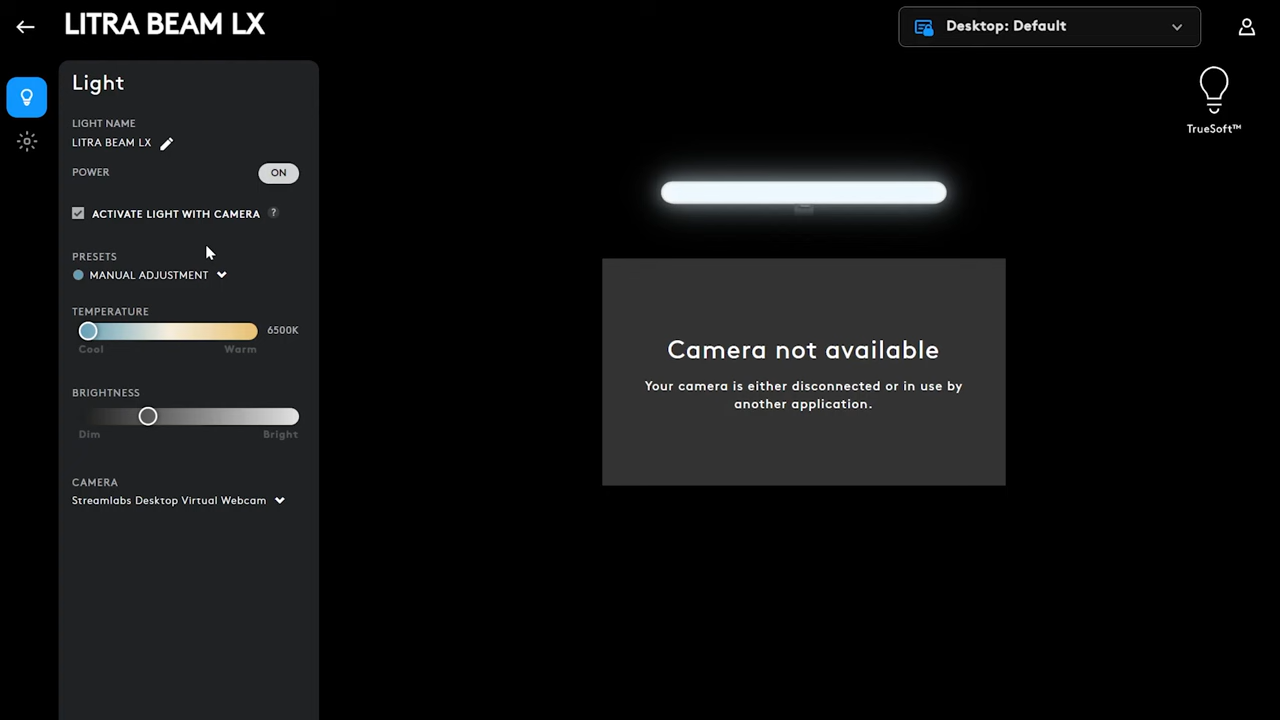 LITRA BEAM LX
Desktop: Default
TrueSoft™
Light
LIGHT NAME
LITRA BEAM LX
POWER
ON
ACTIVATE LIGHT WITH CAMERA ?
PRESETS
MANUAL ADJUSTMENT
TEMPERATURE
6500K
Cool Warm
BRIGHTNESS
Dim Bright
CAMERA
Streamlabs Desktop Virtual Webcam
Camera not available
Your camera is either disconnected or in use by
another application.